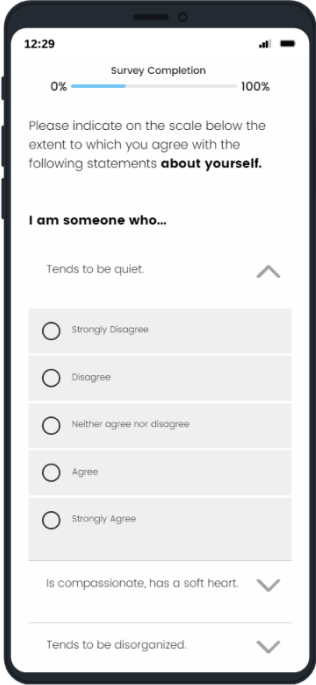 12:29
Survey Completion
0% 100%
Please indicate on the scale below the
extent to which you agree with the
following statements about yourself.
I am someone who...
Tends to be quiet.
Strongly Disagree
Disagree
Neither agree nor disagree
Agree
Strongly Agree
Is compassionate, has a soft heart.
Tends to be disorganized.